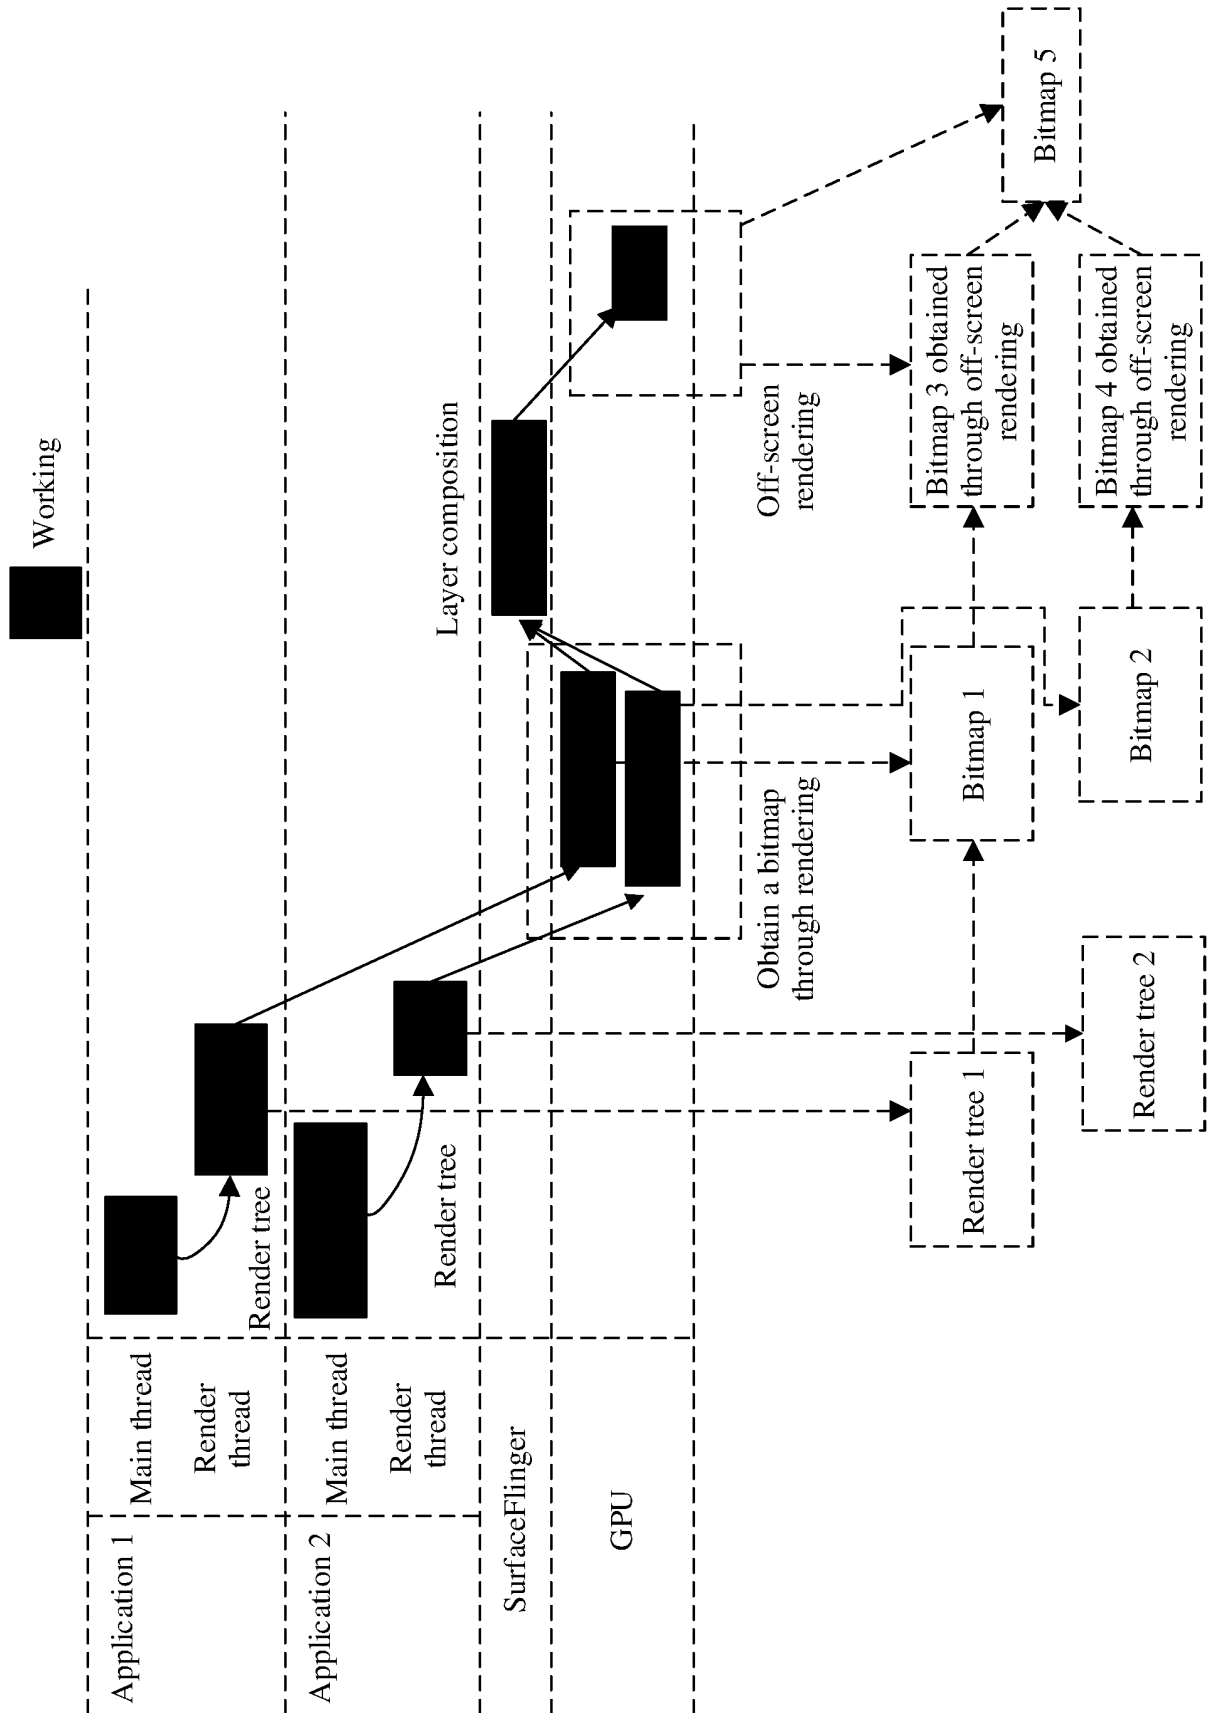 Working
Application 1
Main thread
Render
thread
Render tree
Application 2
Main thread
Render
thread
Render tree
SurfaceFlinger
Layer composition
GPU
Obtain a bitmap
through rendering
Off-screen
rendering
Render tree 1
Bitmap 1
Bitmap 3 obtained
through off-screen
rendering
Bitmap 5
Render tree 2
Bitmap 2
Bitmap 4 obtained
through off-screen
rendering